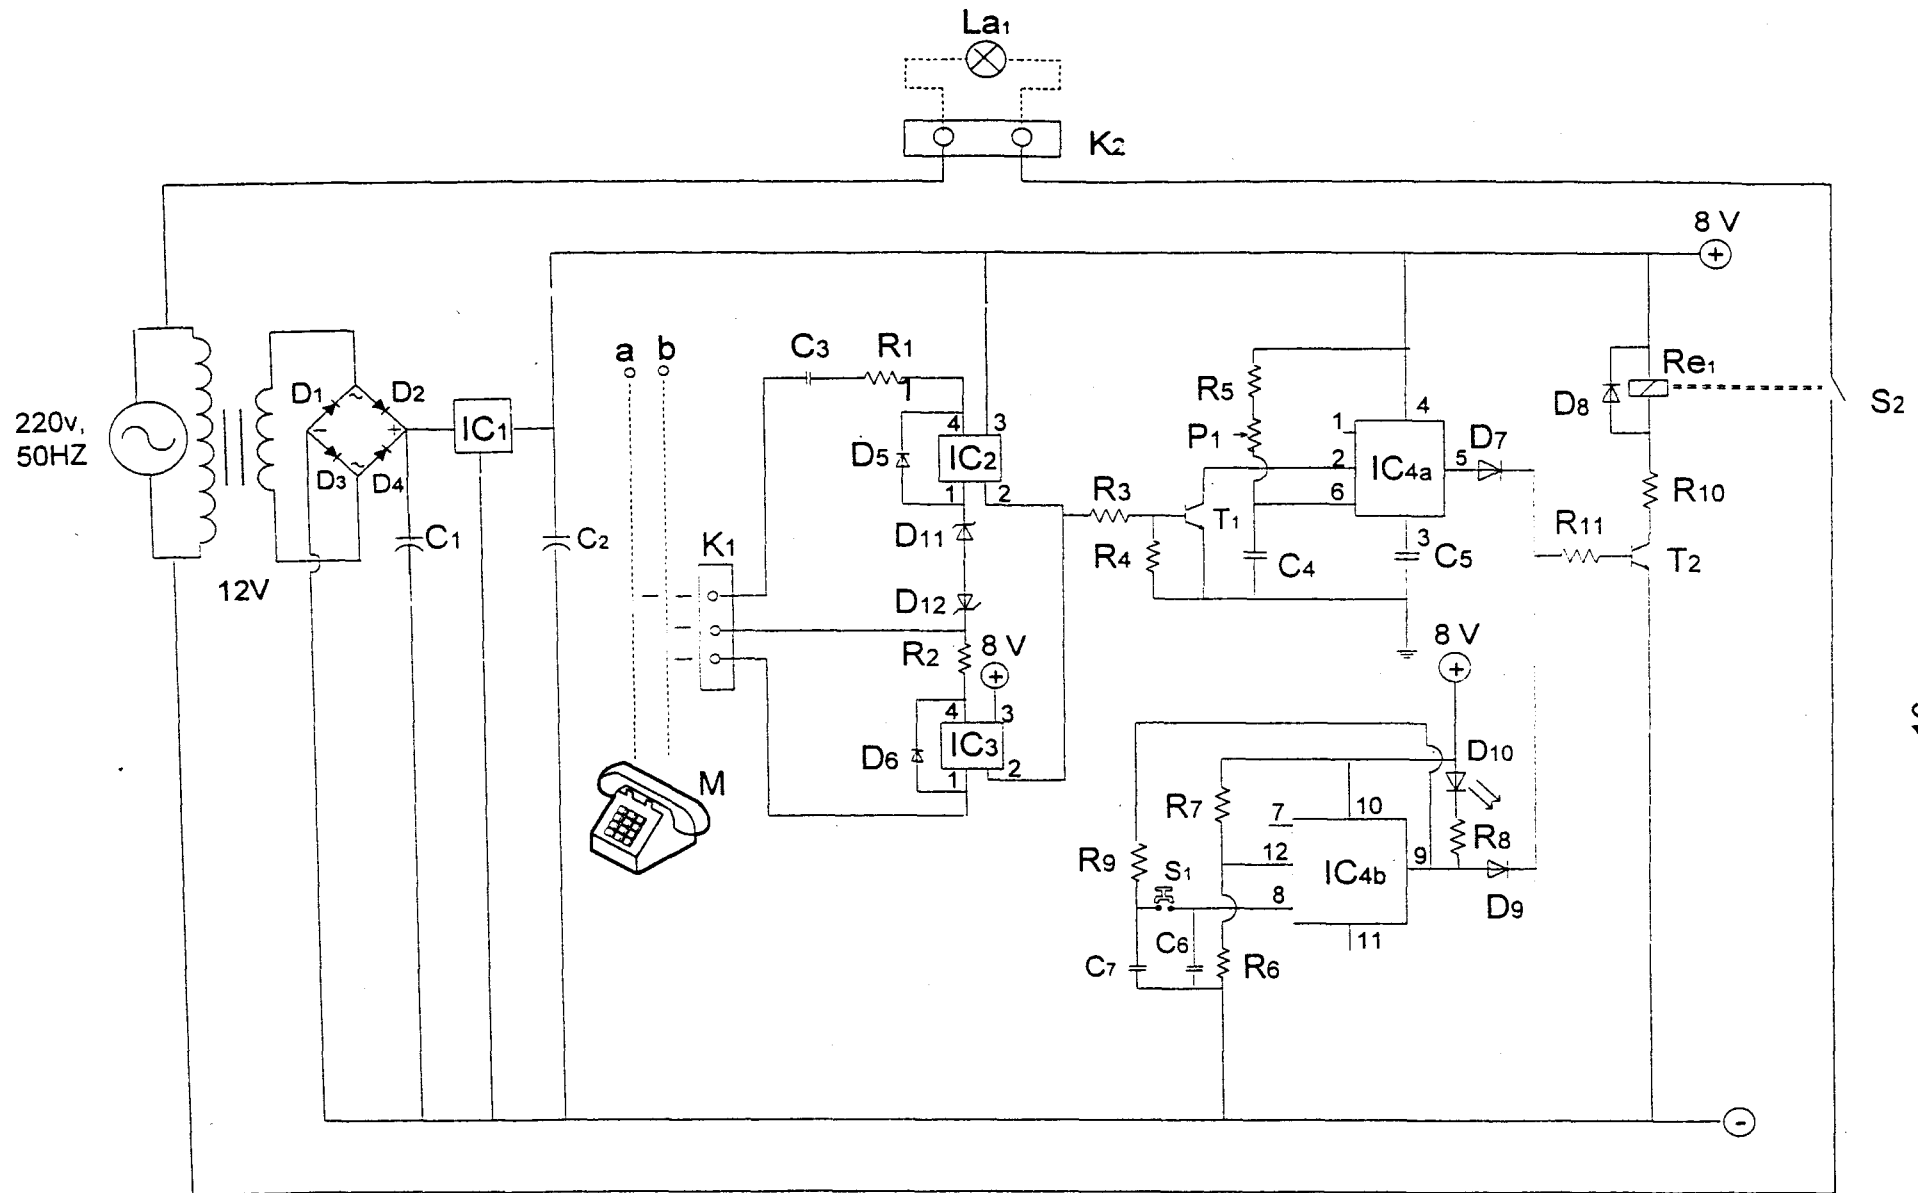 La1
K2
8 V
+
a
b
C3
R1
Re1
D8
S2
220v,
50HZ
D1
D2
-
+
D3
D4
IC1
12V
C1
C2
4
3
D5
IC2
1
2
D11
K1
D12
R2
8 V
+
4
3
D6
IC3
1
2
M
R3
R4
T1
R5
P1
4
1
2
6
IC4a
5
D7
3
C4
C5
R10
R11
T2
8 V
+
D10
R7
7
10
R8
R9
S1
12
IC4b
9
8
D9
C6
11
C7
R6
-